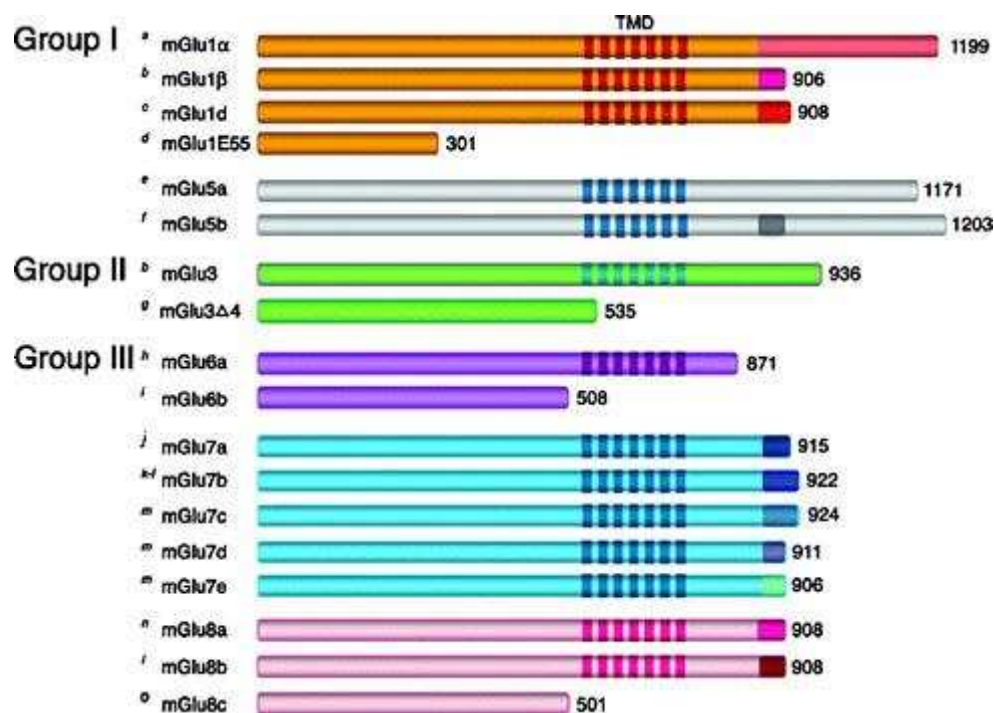 TMD
Group I a mGlu1α 1199
b mGlu1β 906
c mGlu1d 908
d mGlu1E55 301
e mGlu5a 1171
f mGlu5b 1203
Group II b mGlu3 936
g mGlu3Δ4 535
Group III h mGlu6a 871
i mGlu6b 508
j mGlu7a 915
k-l mGlu7b 922
m mGlu7c 924
m mGlu7d 911
m mGlu7e 906
n mGlu8a 908
i mGlu8b 908
o mGlu8c 501